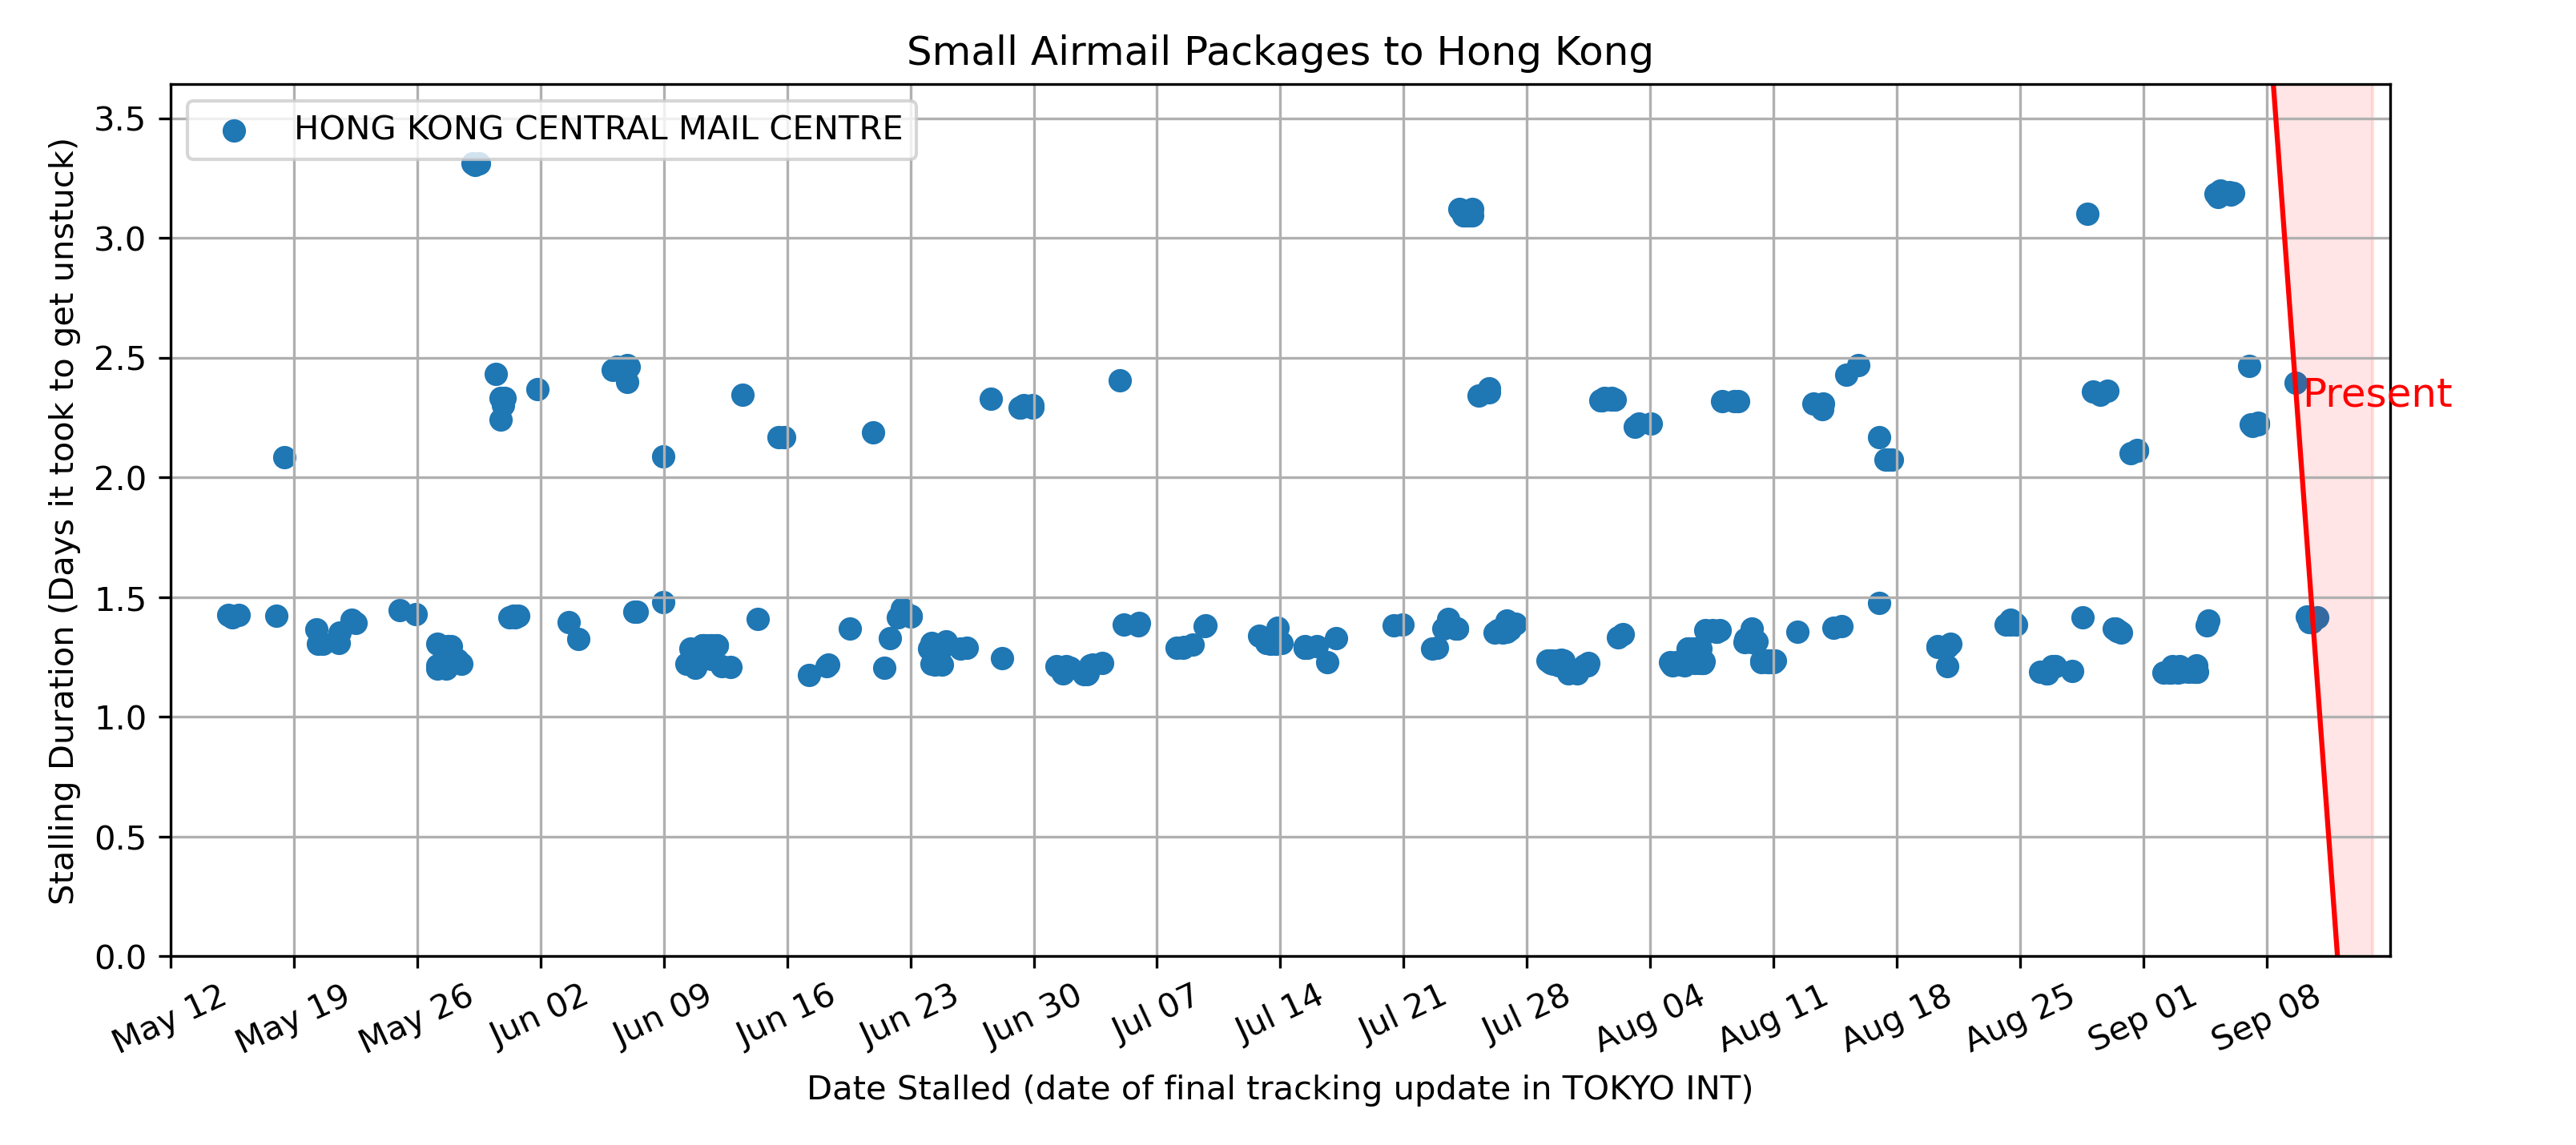 Small Airmail Packages to Hong Kong
HONG KONG CENTRAL MAIL CENTRE
Stalling Duration (Days it took to get unstuck)
3.5
3.0
2.5
2.0
1.5
1.0
0.5
0.0
Present
May 12
May 19
May 26
Jun 02
Jun 09
Jun 16
Jun 23
Jun 30
Jul 07
Jul 14
Jul 21
Jul 28
Aug 04
Aug 11
Aug 18
Aug 25
Sep 01
Sep 08
Date Stalled (date of final tracking update in TOKYO INT)